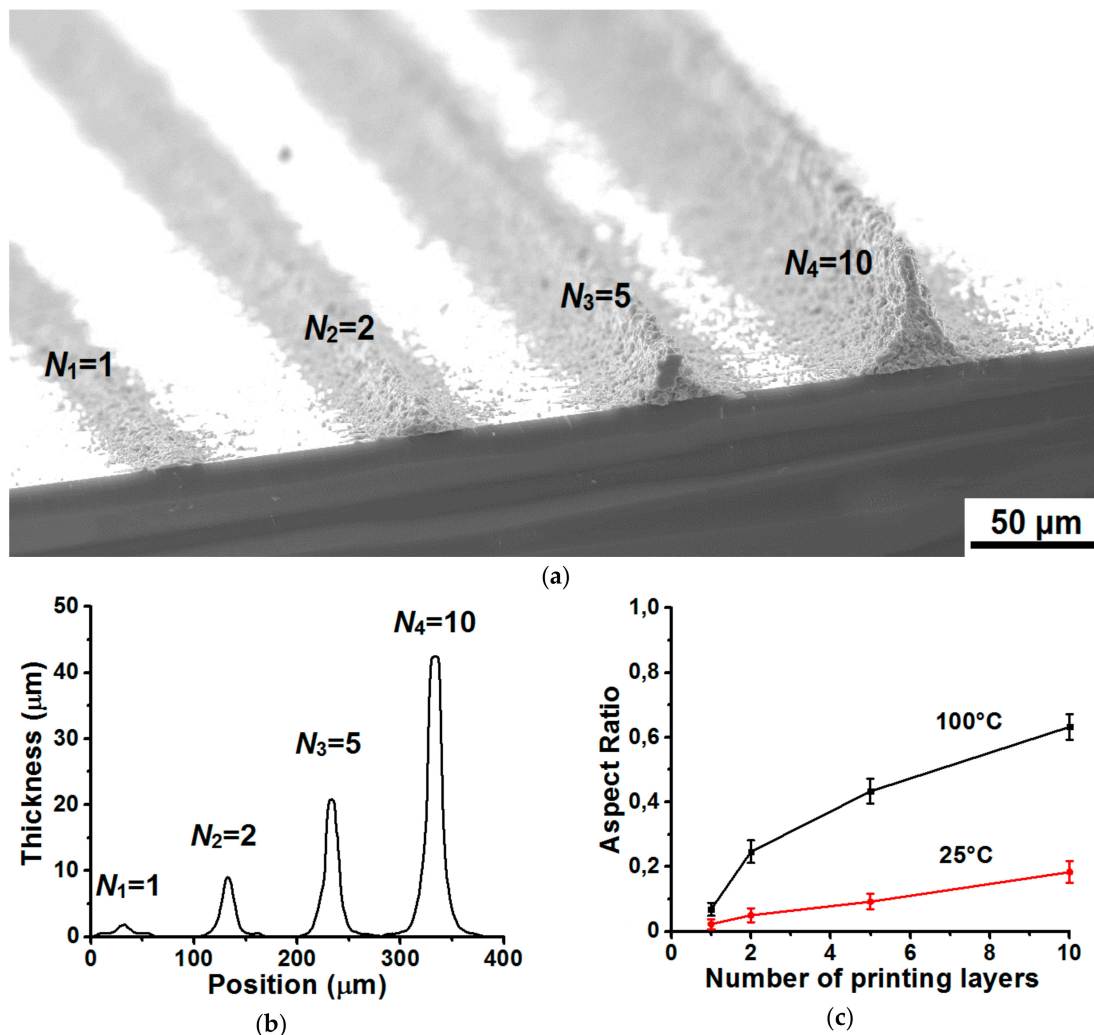 N₁=1
N₂=2
N₃=5
N₄=10
50 μm
(a)
50
40
30
20
10
0
Thickness (μm)
N₁=1
N₂=2
N₃=5
N₄=10
0
100
200
300
400
Position (μm)
(b)
1,0
0,8
0,6
0,4
0,2
0
Aspect Ratio
100°C
25°C
0
2
4
6
8
10
Number of printing layers
(c)